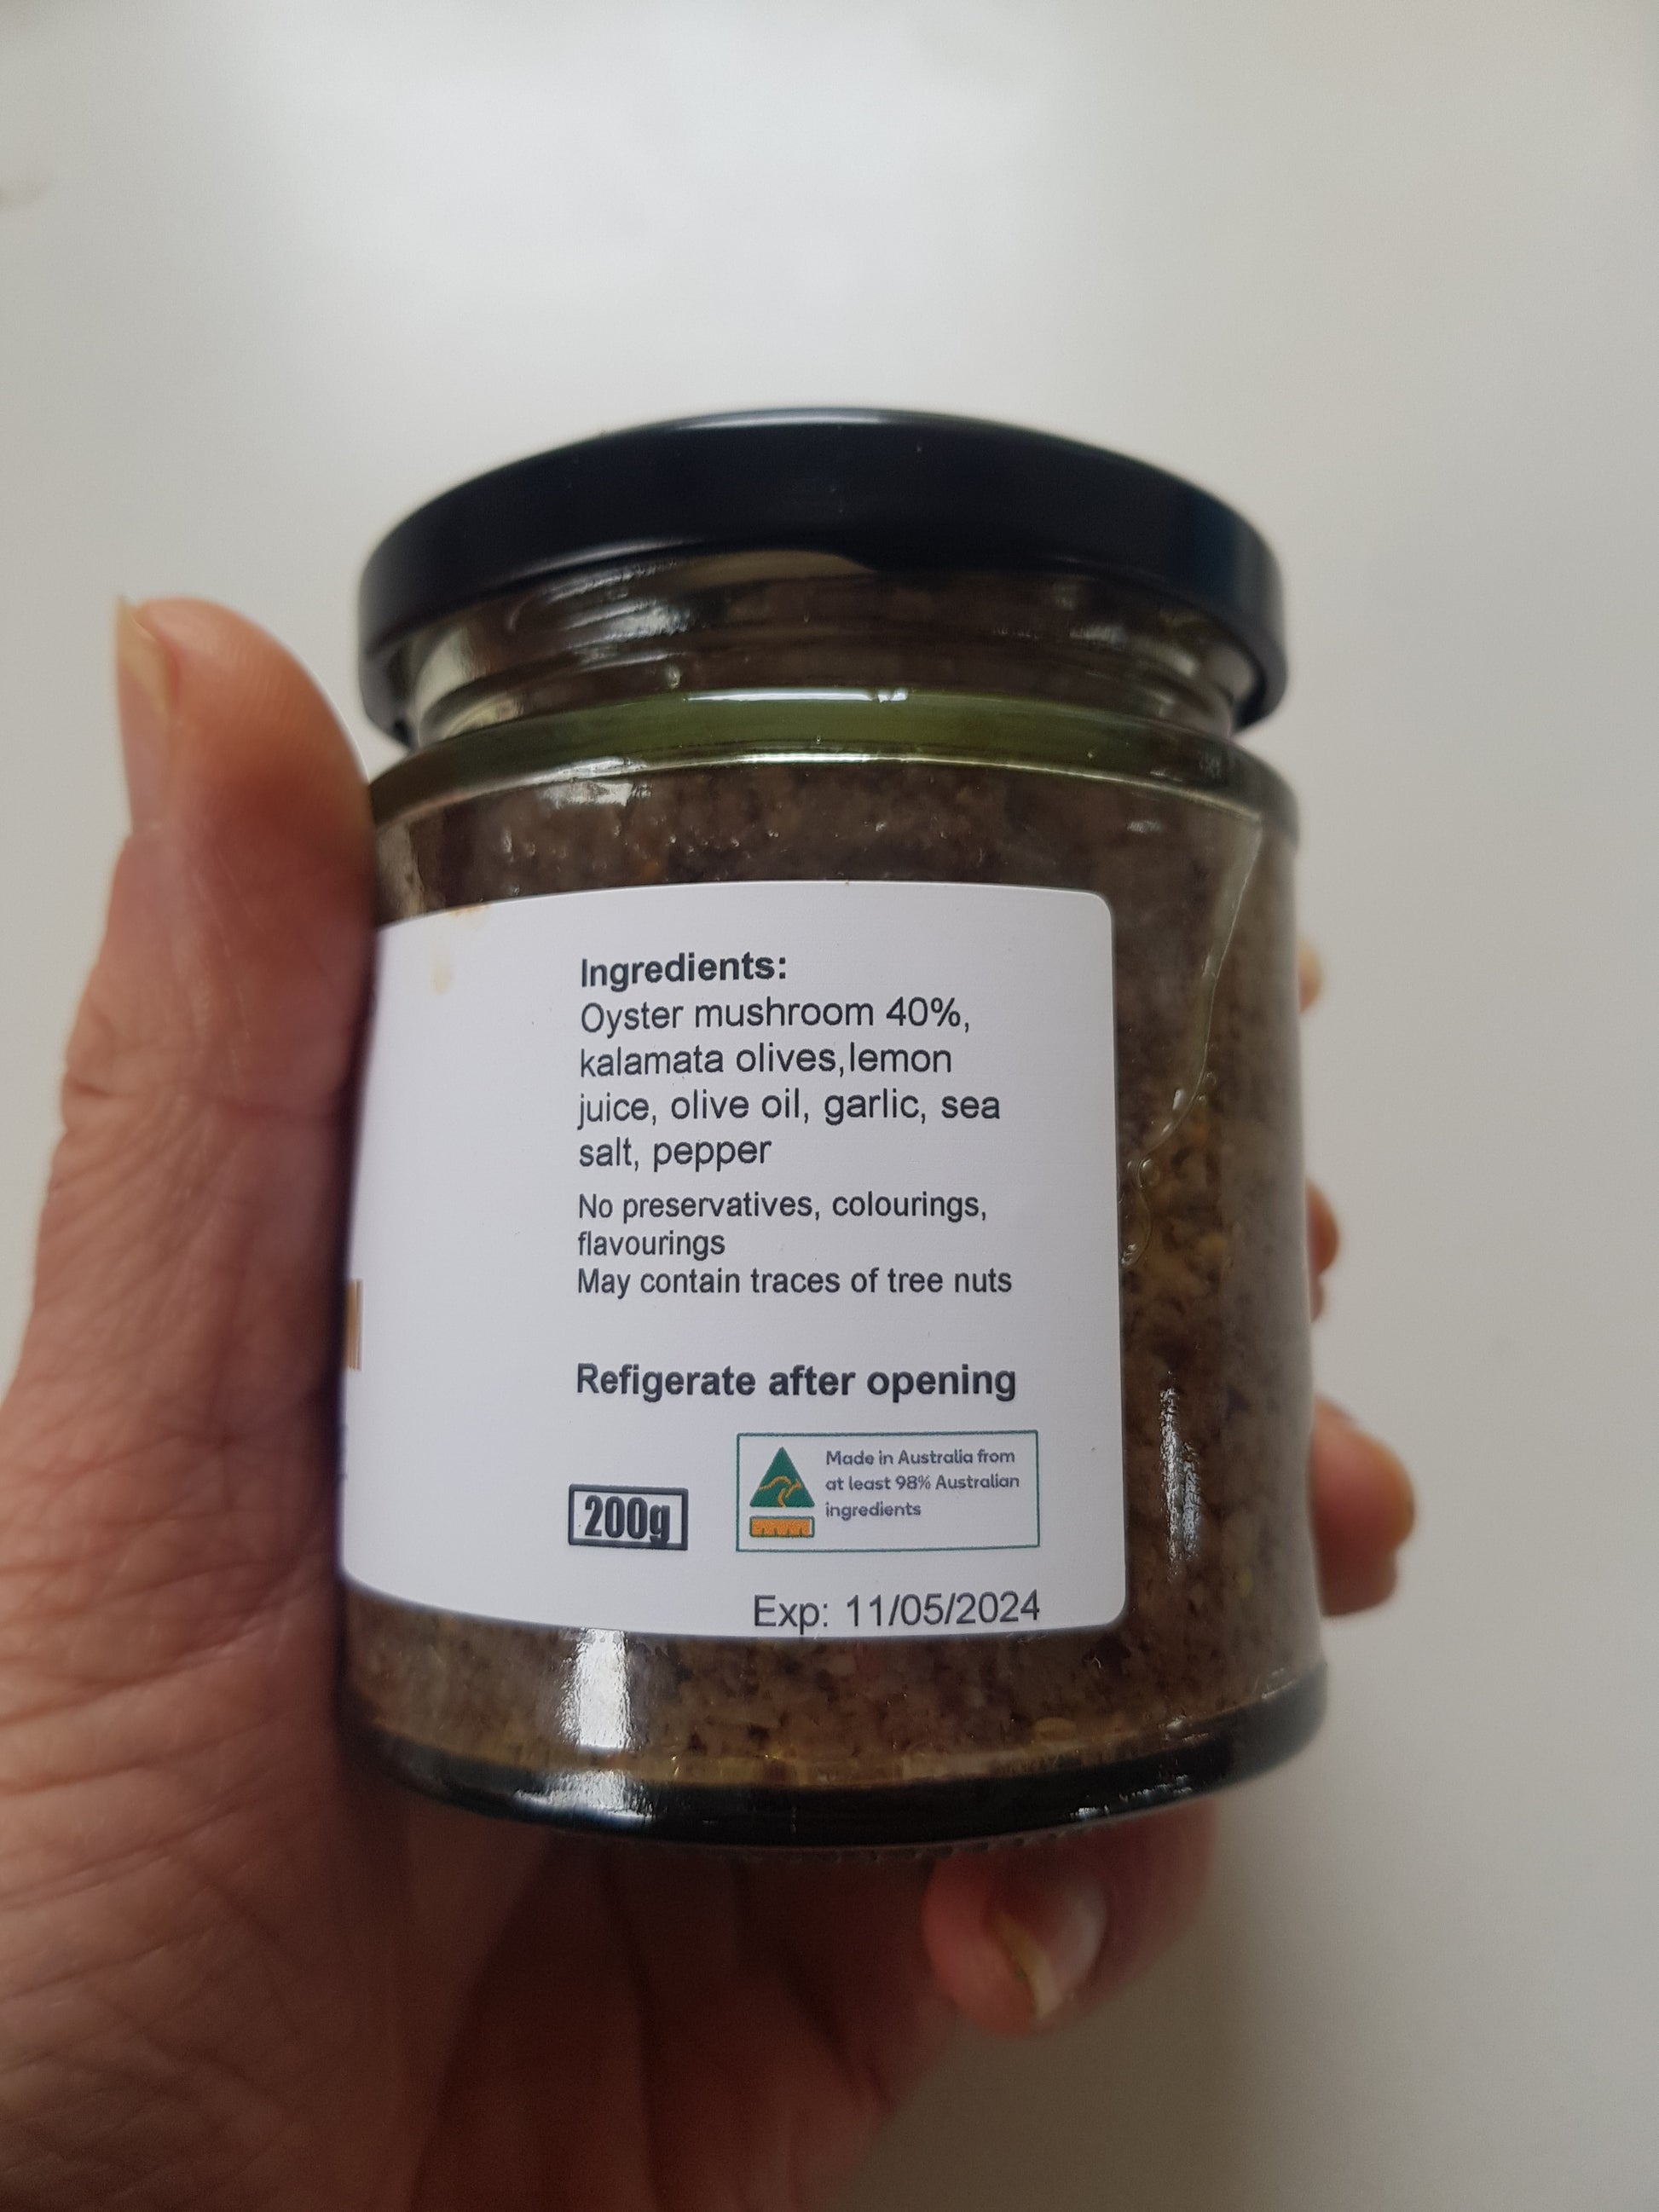 Ingredients:
Oyster mushroom 40%,
kalamata olives,lemon
juice, olive oil, garlic, sea
salt, pepper
No preservatives, colourings,
flavourings
May contain traces of tree nuts
Refigerate after opening
200g
Made in Australia from
at least 98% Australian
ingredients
Exp: 11/05/2024